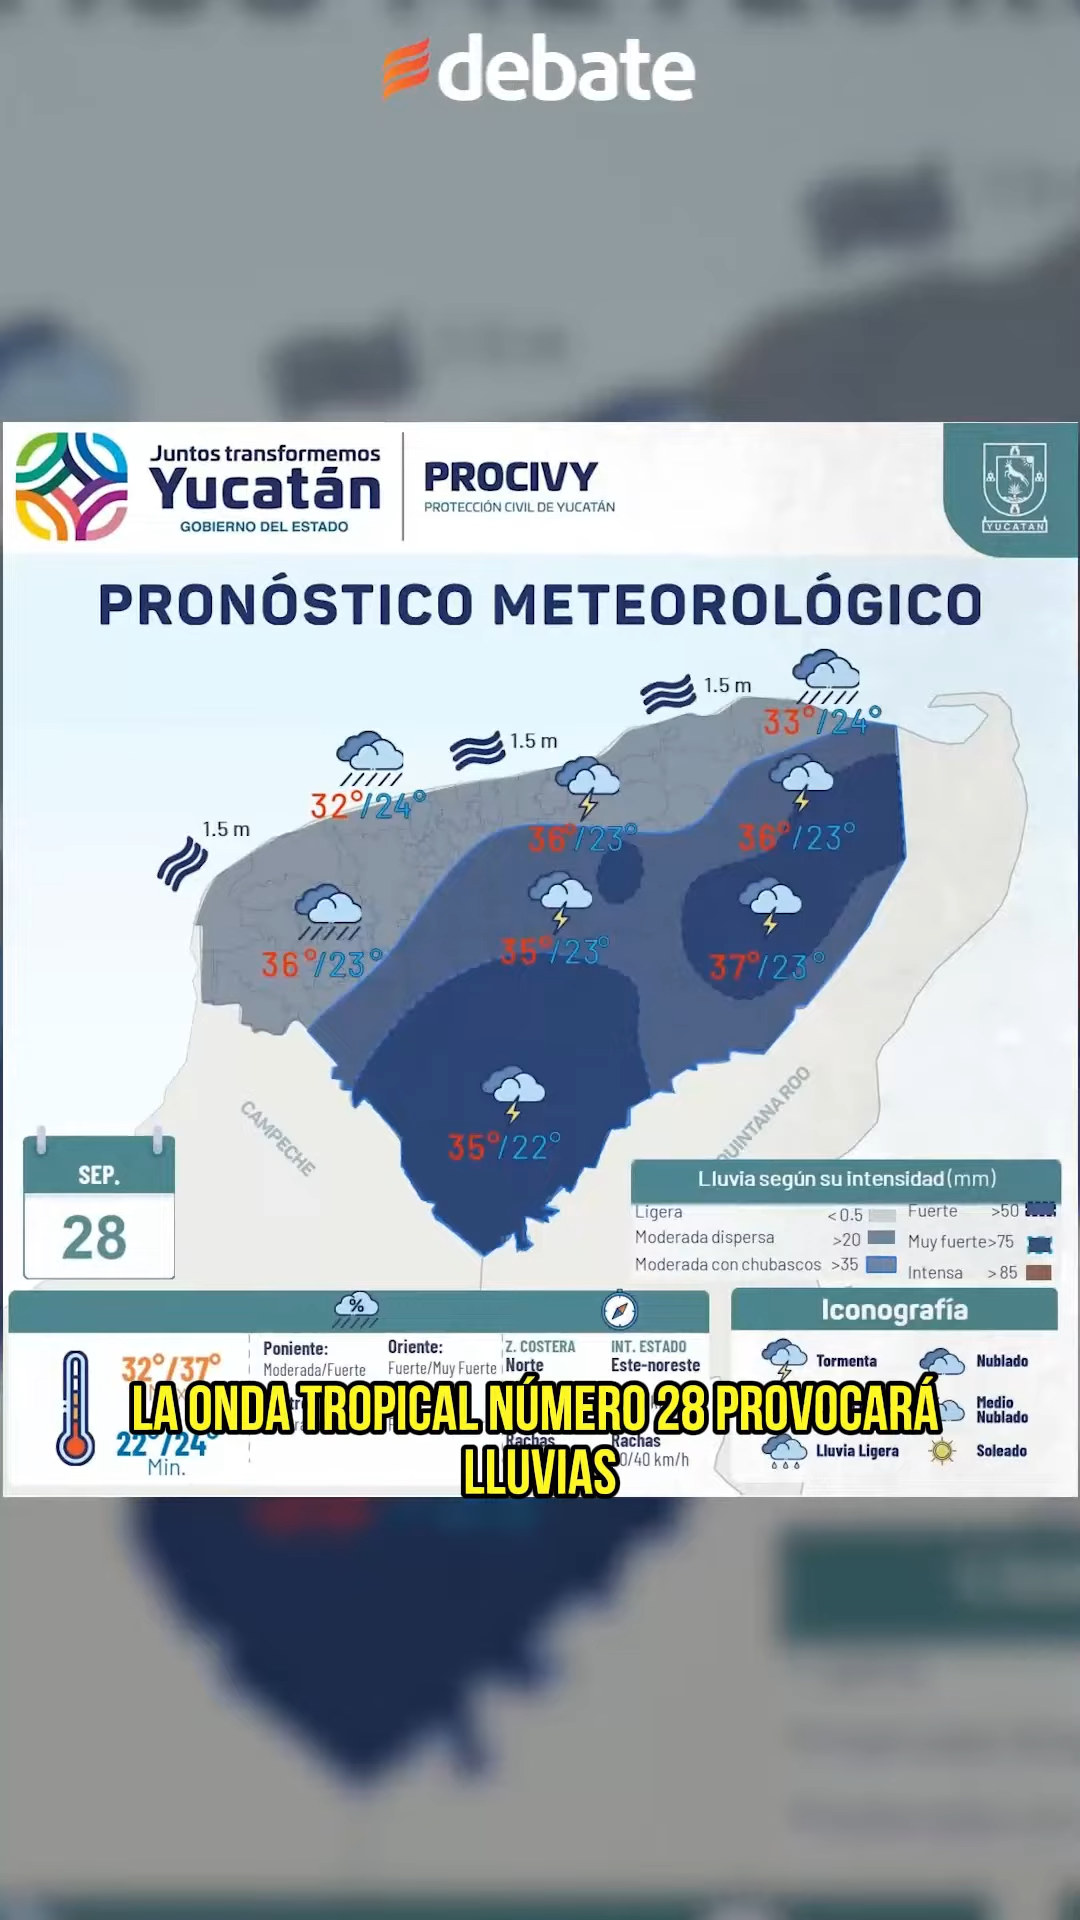 debate
Juntos transformemos
Yucatán
GOBIERNO DEL ESTADO
PROCIVY
PROTECCIÓN CIVIL DE YUCATÁN
YUCATAN
PRONÓSTICO METEOROLÓGICO
1.5 m
33°/24°
1.5 m
32°/24°
36°/23°
36°/23°
1.5 m
36°/23°
35°/23°
37°/23°
35°/22°
CAMPECHE
QUINTANA ROO
SEP.
28
Lluvia según su intensidad (mm)
Ligera <0.5
Moderada dispersa >20
Moderada con chubascos >35
Fuerte >50
Muy fuerte >75
Intensa >85
%
32°/37°
22°/24°
Min.
Poniente:
Moderada/Fuerte
Oriente:
Fuerte/Muy Fuerte
Z. COSTERA
Norte
Rachas
INT. ESTADO
Este-noreste
Rachas
0/40 km/h
Iconografía
Tormenta
Nublado
Medio
Nublado
Lluvia Ligera
Soleado
LA ONDA TROPICAL NÚMERO 28 PROVOCARÁ
LLUVIAS